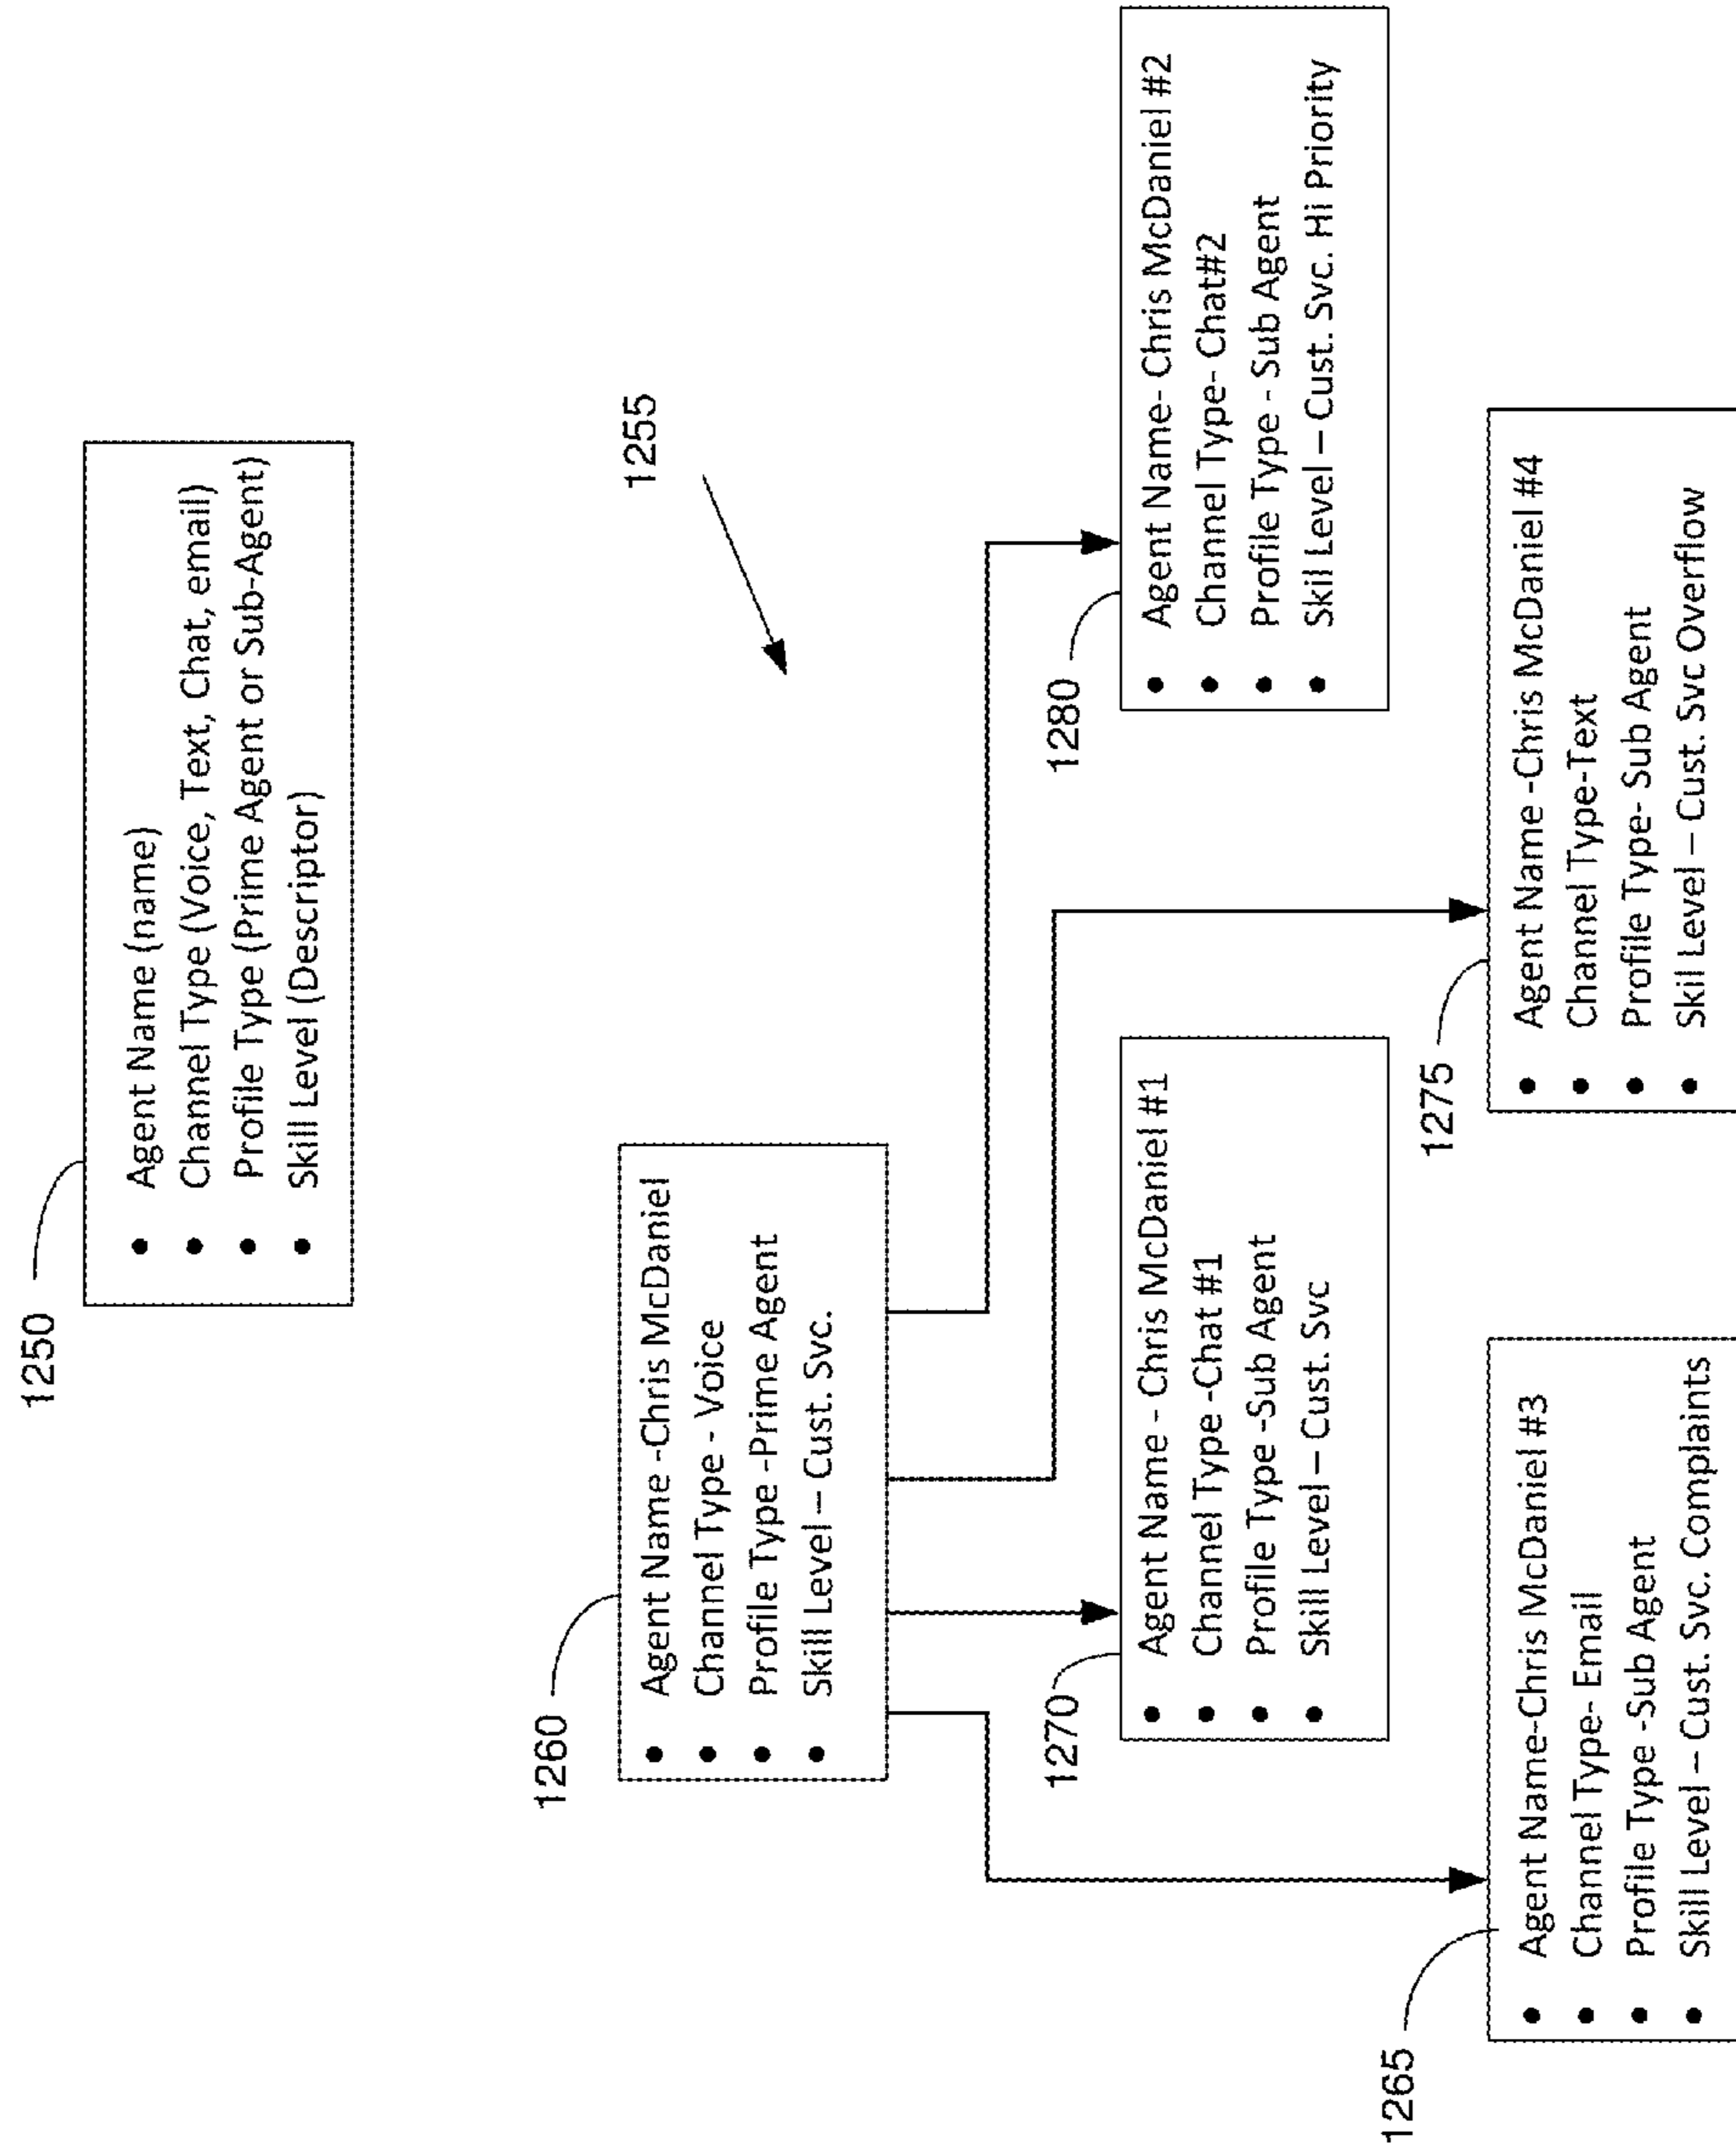 1250
• Agent Name (name)
• Channel Type (Voice, Text, Chat, email)
• Profile Type (Prime Agent or Sub-Agent)
• Skill Level (Descriptor)
1255
1260
• Agent Name -Chris McDaniel
• Channel Type - Voice
• Profile Type -Prime Agent
• Skill Level – Cust. Svc.
1270
• Agent Name - Chris McDaniel #1
• Channel Type -Chat #1
• Profile Type -Sub Agent
• Skill Level – Cust. Svc
1280
• Agent Name- Chris McDaniel #2
• Channel Type- Chat#2
• Profile Type - Sub Agent
• Skil Level – Cust. Svc. Hi Priority
1265
• Agent Name-Chris McDaniel #3
• Channel Type- Email
• Profile Type -Sub Agent
• Skill Level – Cust. Svc. Complaints
1275
• Agent Name -Chris McDaniel #4
• Channel Type-Text
• Profile Type- Sub Agent
• Skil Level – Cust. Svc Overflow